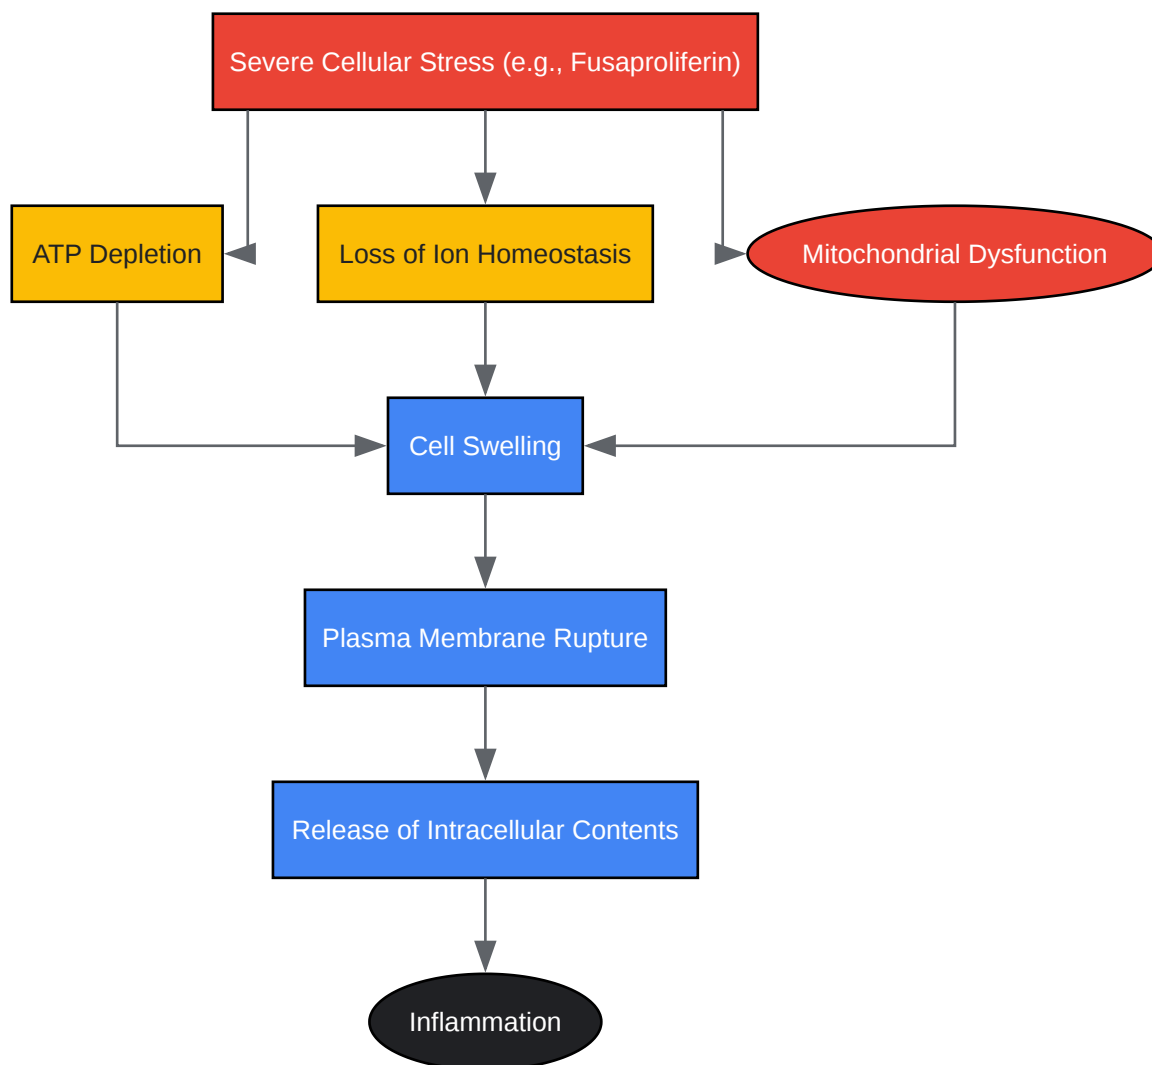 Severe Cellular Stress (e.g., Fusaproliferin)
ATP Depletion
Loss of Ion Homeostasis
Mitochondrial Dysfunction
Cell Swelling
Plasma Membrane Rupture
Release of Intracellular Contents
Inflammation